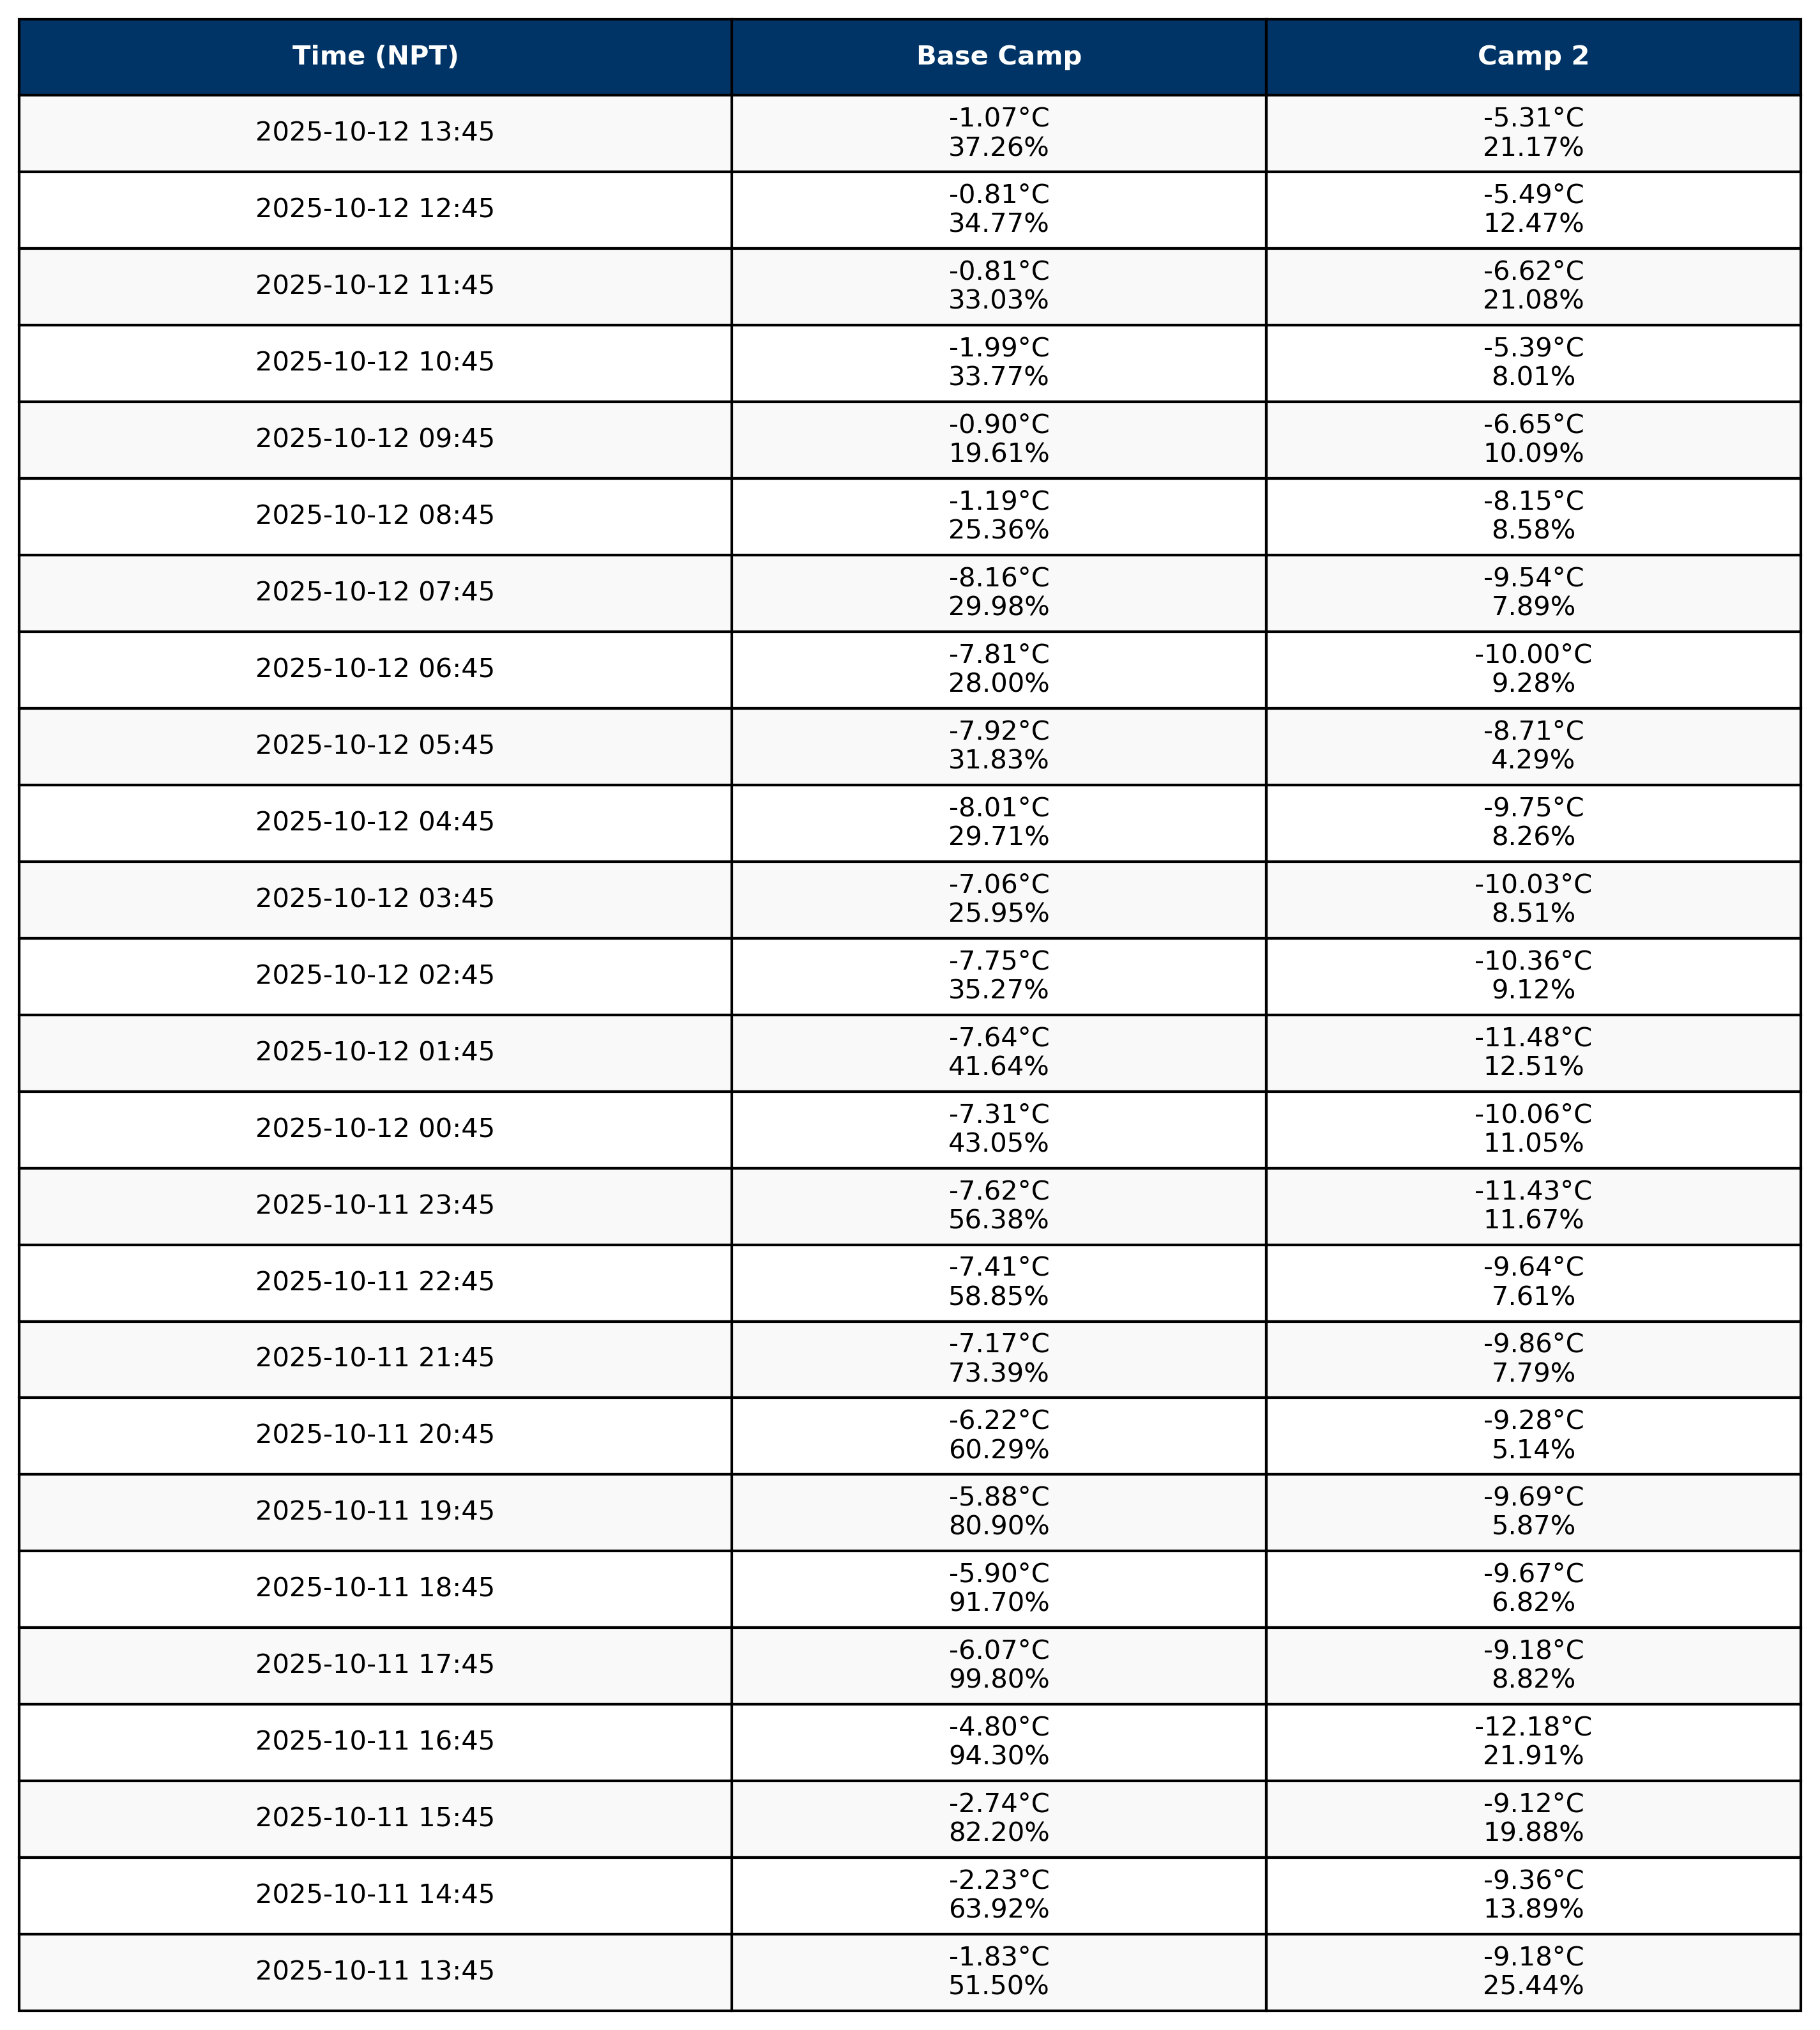 Time (NPT) Base Camp Camp 2
2025-10-12 13:45 -1.07°C -5.31°C
37.26% 21.17%
2025-10-12 12:45 -0.81°C -5.49°C
34.77% 12.47%
2025-10-12 11:45 -0.81°C -6.62°C
33.03% 21.08%
2025-10-12 10:45 -1.99°C -5.39°C
33.77% 8.01%
2025-10-12 09:45 -0.90°C -6.65°C
19.61% 10.09%
2025-10-12 08:45 -1.19°C -8.15°C
25.36% 8.58%
2025-10-12 07:45 -8.16°C -9.54°C
29.98% 7.89%
2025-10-12 06:45 -7.81°C -10.00°C
28.00% 9.28%
2025-10-12 05:45 -7.92°C -8.71°C
31.83% 4.29%
2025-10-12 04:45 -8.01°C -9.75°C
29.71% 8.26%
2025-10-12 03:45 -7.06°C -10.03°C
25.95% 8.51%
2025-10-12 02:45 -7.75°C -10.36°C
35.27% 9.12%
2025-10-12 01:45 -7.64°C -11.48°C
41.64% 12.51%
2025-10-12 00:45 -7.31°C -10.06°C
43.05% 11.05%
2025-10-11 23:45 -7.62°C -11.43°C
56.38% 11.67%
2025-10-11 22:45 -7.41°C -9.64°C
58.85% 7.61%
2025-10-11 21:45 -7.17°C -9.86°C
73.39% 7.79%
2025-10-11 20:45 -6.22°C -9.28°C
60.29% 5.14%
2025-10-11 19:45 -5.88°C -9.69°C
80.90% 5.87%
2025-10-11 18:45 -5.90°C -9.67°C
91.70% 6.82%
2025-10-11 17:45 -6.07°C -9.18°C
99.80% 8.82%
2025-10-11 16:45 -4.80°C -12.18°C
94.30% 21.91%
2025-10-11 15:45 -2.74°C -9.12°C
82.20% 19.88%
2025-10-11 14:45 -2.23°C -9.36°C
63.92% 13.89%
2025-10-11 13:45 -1.83°C -9.18°C
51.50% 25.44%